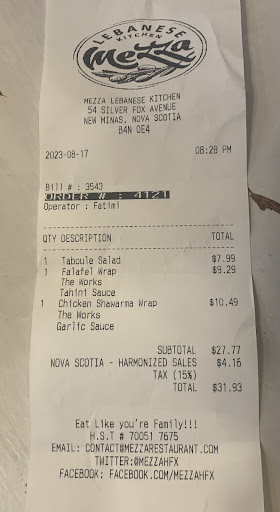 LEBANESE
KITCHEN
Mezza
MEZZA LEBANESE KITCHEN
54 SILVER FOX AVENUE
NEW MINAS, NOVA SCOTIA
B4N 0E4
2023-08-17 08:28 PM
Bill # : 3543
ORDER # : 4121
Operator : Fatimi
QTY DESCRIPTION TOTAL
1 Taboule Salad $7.99
1 Falafel Wrap $9.29
The Works
Tahini Sauce
1 Chicken Shawarma Wrap $10.49
The Works
Garlic Sauce
SUBTOTAL $27.77
NOVA SCOTIA - HARMONIZED SALES $4.16
TAX (15%)
TOTAL $31.93
Eat Like you're Family!!!
H.S.T # 70051 7675
EMAIL: CONTACT@MEZZARESTAURANT.COM
TWITTER:@MEZZAHFX
FACEBOOK: FACEBOOK.COM/MEZZAHFX